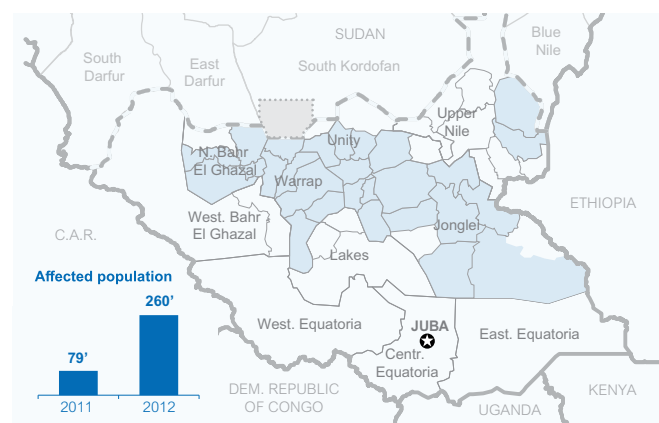 SUDAN
Blue
Nile
South
Darfur
East
Darfur
South Kordofan
Upper
Nile
Unity
N. Bahr
El Ghazal
Warrap
ETHIOPIA
West. Bahr
El Ghazal
Jonglei
C.A.R.
Lakes
Affected population
260’
79’
2011
2012
West. Equatoria
JUBA
East. Equatoria
Centr.
Equatoria
DEM. REPUBLIC
OF CONGO
UGANDA
KENYA